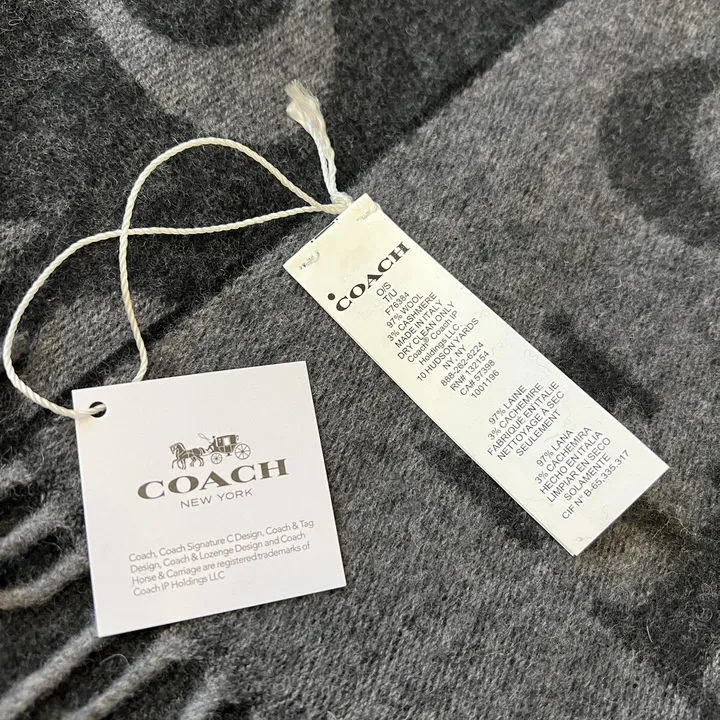 COACH
NEW YORK
Coach, Coach Signature C Design, Coach & Tag
Design, Coach & Lozenge Design and Coach
Horse & Carriage are registered trademarks of
Coach IP Holdings LLC
COACH
O/S
T/U
F76384
97% WOOL
3% CASHMERE
MADE IN ITALY
DRY CLEAN ONLY
Coach® Coach IP
Holdings LLC
10 HUDSON YARDS
NY, NY.
888-262-6224
RN# 132154
CA# 57398
1001196
97% LAINE
3% CACHEMIRE
FABRIQUÉ EN ITALIE
NETTOYAGE À SEC
SEULEMENT
97% LANA
3% CACHEMIRA
HECHO EN ITALIA
LIMPIAR EN SECO
SOLAMENTE
CIF N° B-65,335,317